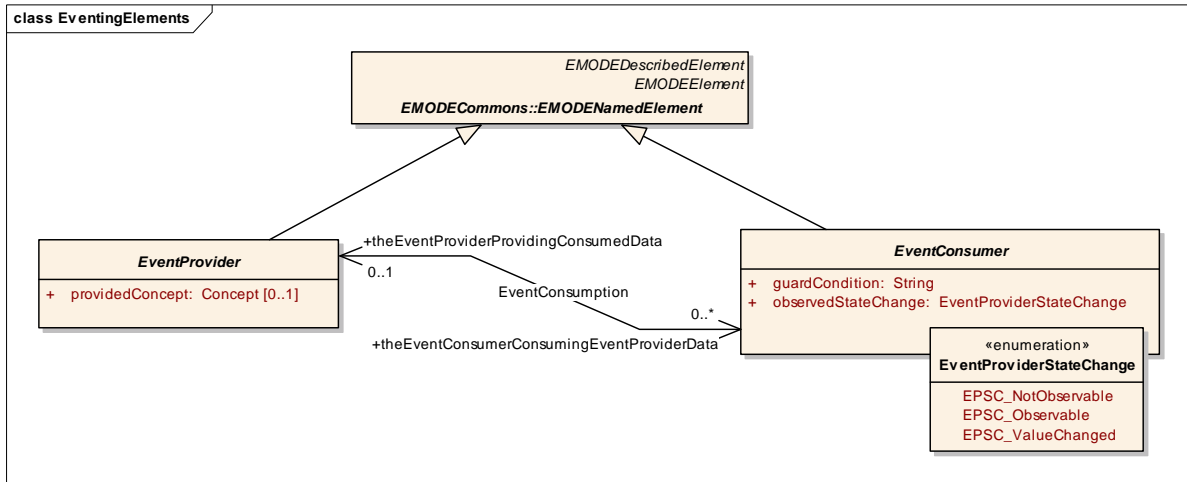 class EventingElements
EMODEDescribedElement
EMODEElement
EMODECommons::EMODENamedElement
EventProvider
+ providedConcept: Concept [0..1]
+theEventProviderProvidingConsumedData
0..1
EventConsumption
0..*
+theEventConsumerConsumingEventProviderData
EventConsumer
+ guardCondition: String
+ observedStateChange: EventProviderStateChange
«enumeration»
EventProviderStateChange
EPSC_NotObservable
EPSC_Observable
EPSC_ValueChanged